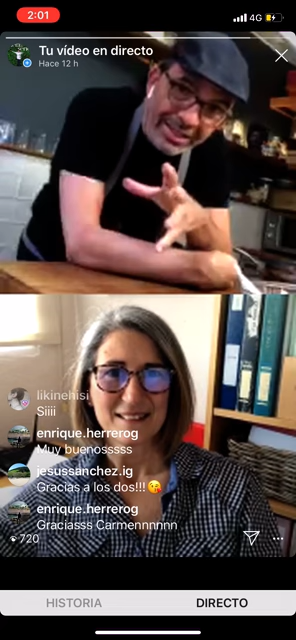 2:01
4G
Tu vídeo en directo
Hace 12 h
likinehisi
Siiii
enrique.herrerog
Muy buenosssss
jesussanchez.ig
Gracias a los dos!!!😘
enrique.herrerog
Graciasss Carmennnnnn
720
HISTORIA
DIRECTO